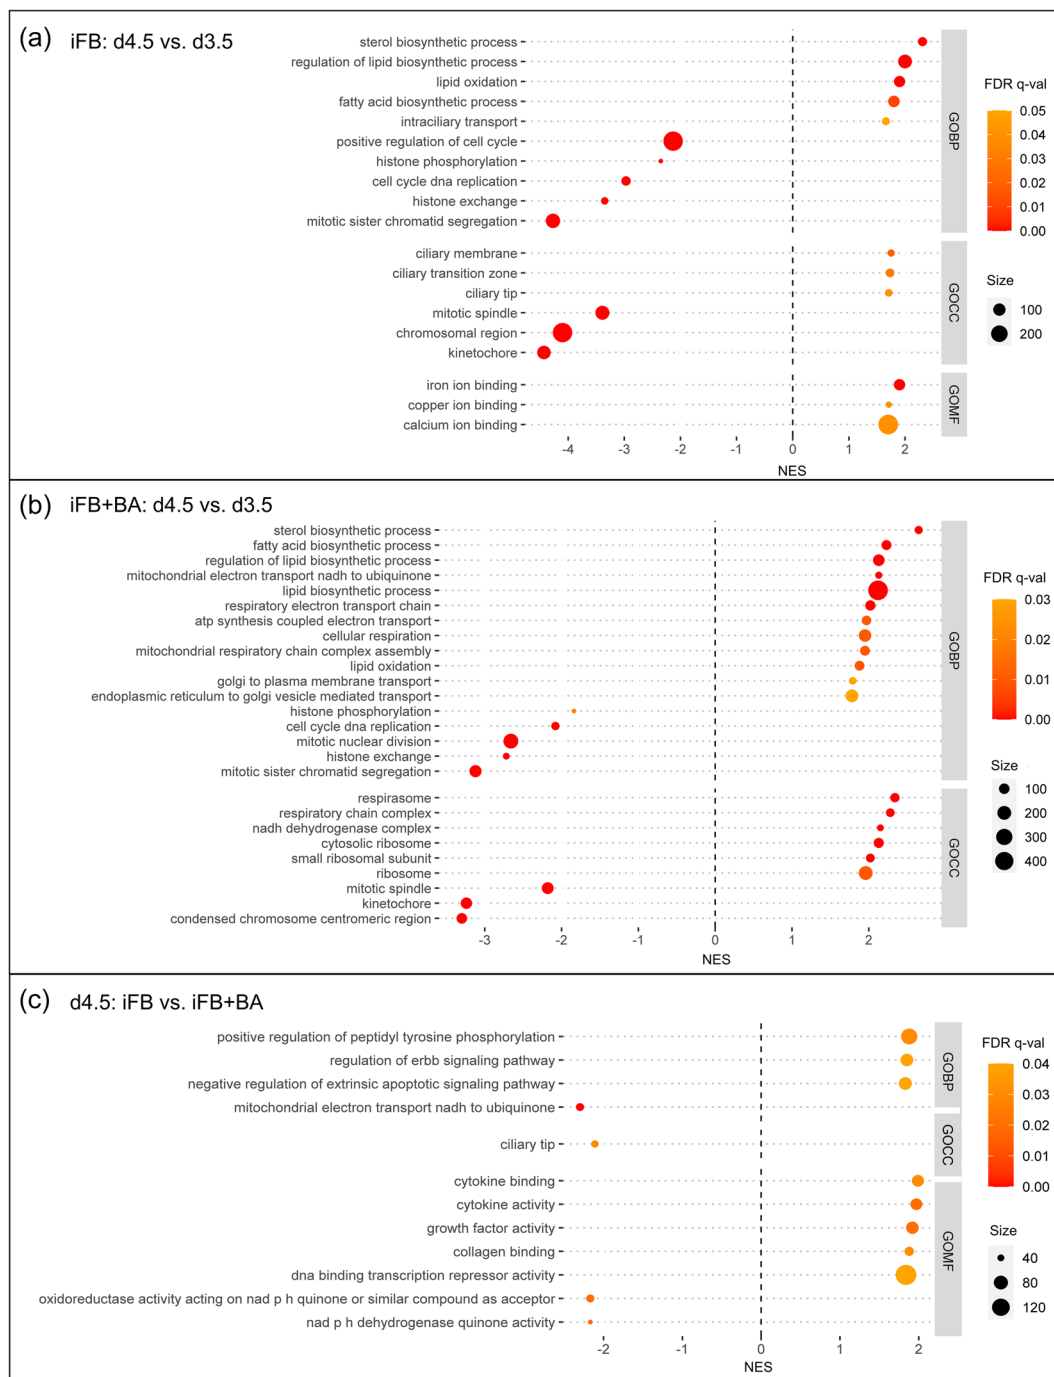 (a) iFB: d4.5 vs. d3.5
sterol biosynthetic process
regulation of lipid biosynthetic process
lipid oxidation
fatty acid biosynthetic process
intraciliary transport
positive regulation of cell cycle
histone phosphorylation
cell cycle dna replication
histone exchange
mitotic sister chromatid segregation
GOBP
ciliary membrane
ciliary transition zone
ciliary tip
mitotic spindle
chromosomal region
kinetochore
GOCC
iron ion binding
copper ion binding
calcium ion binding
GOMF
-4 -3 -2 -1 0 1 2
NES
FDR q-val
0.05
0.04
0.03
0.02
0.01
0.00
Size
100
200
(b) iFB+BA: d4.5 vs. d3.5
sterol biosynthetic process
fatty acid biosynthetic process
regulation of lipid biosynthetic process
mitochondrial electron transport nadh to ubiquinone
lipid biosynthetic process
respiratory electron transport chain
atp synthesis coupled electron transport
cellular respiration
mitochondrial respiratory chain complex assembly
lipid oxidation
golgi to plasma membrane transport
endoplasmic reticulum to golgi vesicle mediated transport
histone phosphorylation
cell cycle dna replication
mitotic nuclear division
histone exchange
mitotic sister chromatid segregation
GOBP
respirasome
respiratory chain complex
nadh dehydrogenase complex
cytosolic ribosome
small ribosomal subunit
ribosome
mitotic spindle
kinetochore
condensed chromosome centromeric region
GOCC
-3 -2 -1 0 1 2
NES
FDR q-val
0.03
0.02
0.01
0.00
Size
100
200
300
400
(c) d4.5: iFB vs. iFB+BA
positive regulation of peptidyl tyrosine phosphorylation
regulation of erbb signaling pathway
negative regulation of extrinsic apoptotic signaling pathway
mitochondrial electron transport nadh to ubiquinone
GOBP
ciliary tip
GOCC
cytokine binding
cytokine activity
growth factor activity
collagen binding
dna binding transcription repressor activity
oxidoreductase activity acting on nad p h quinone or similar compound as acceptor
nad p h dehydrogenase quinone activity
GOMF
-2 -1 0 1 2
NES
FDR q-val
0.04
0.03
0.02
0.01
0.00
Size
40
80
120